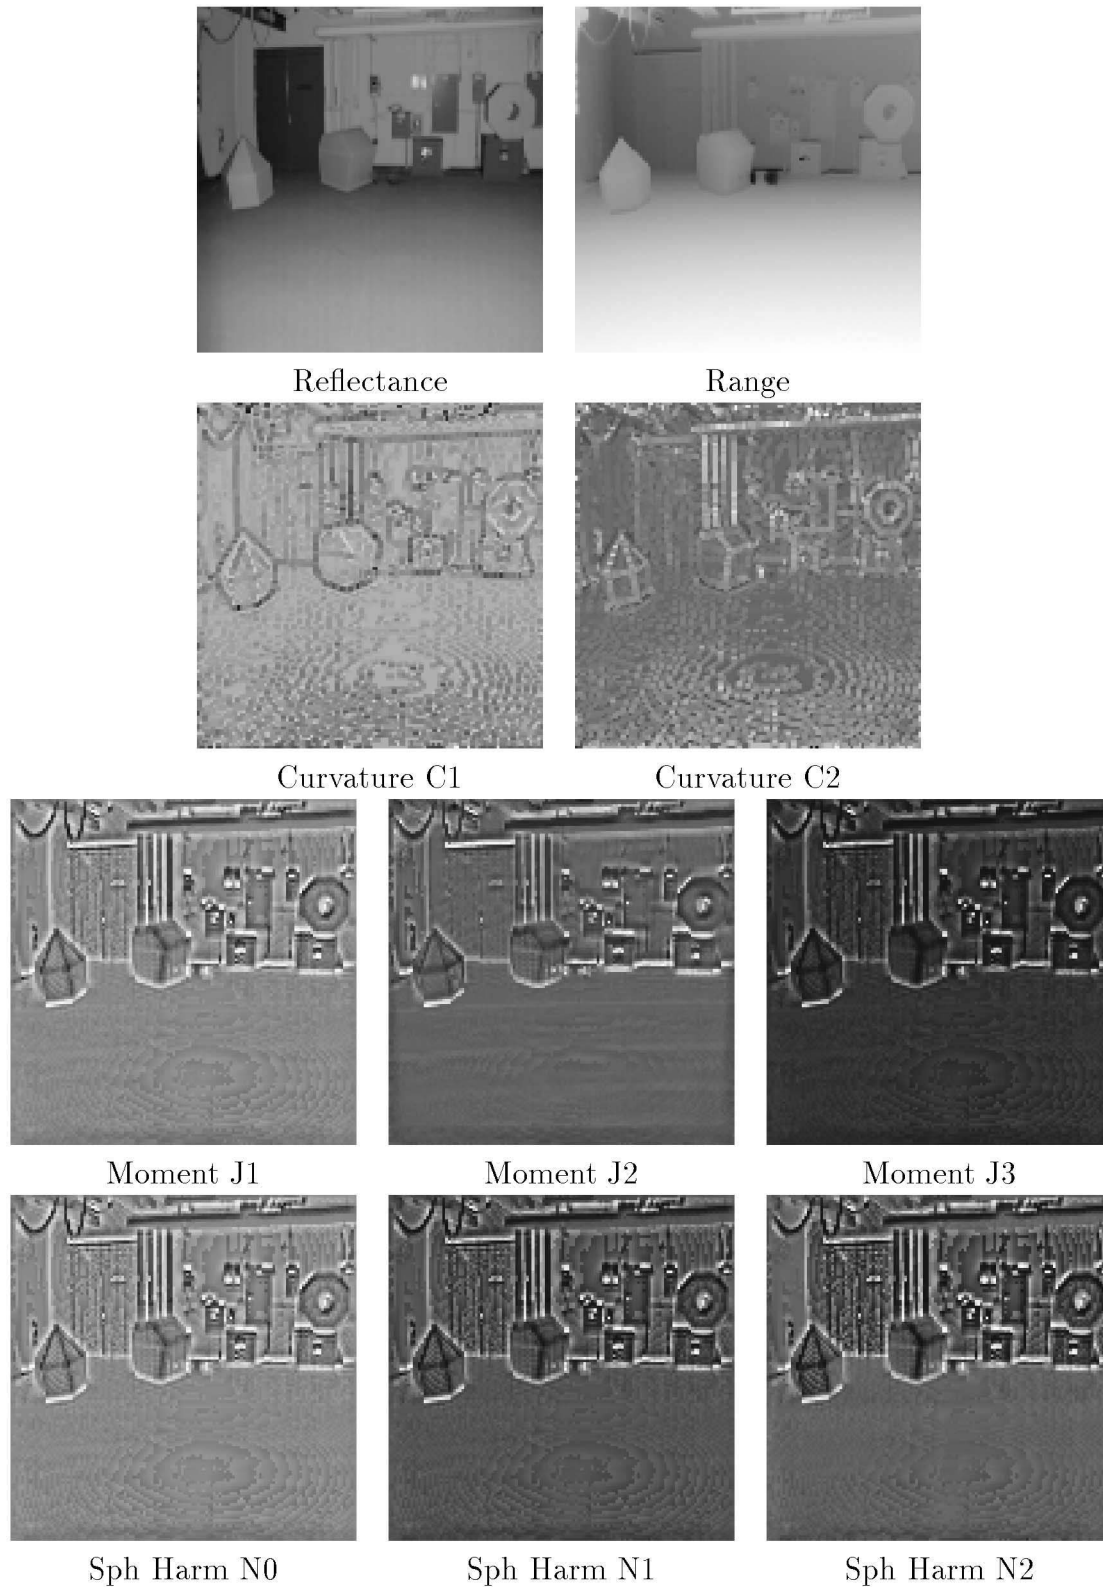 Reflectance
Range
Curvature C1
Curvature C2
Moment J1
Moment J2
Moment J3
Sph Harm N0
Sph Harm N1
Sph Harm N2